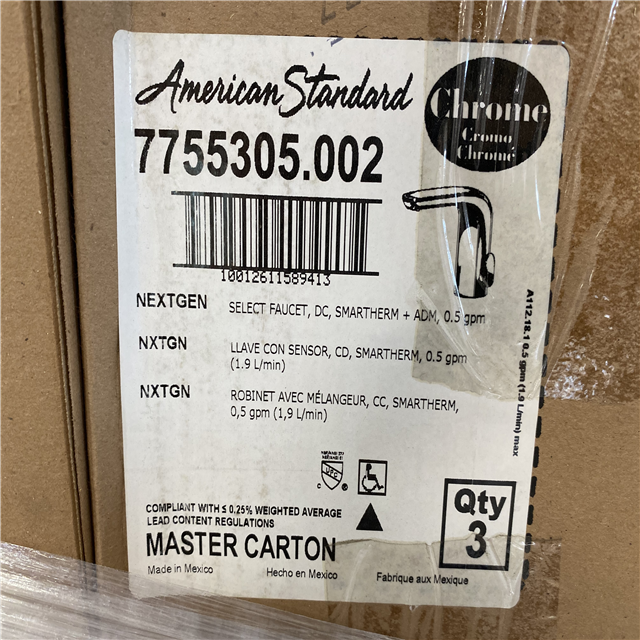 American Standard
7755305.002
Chrome
Cromo,
Chromé
10012611589413
NEXTGEN SELECT FAUCET, DC, SMARTHERM + ADM, 0.5 gpm
NXTGN LLAVE CON SENSOR, CD, SMARTHERM, 0.5 gpm
(1.9 L/min)
NXTGN ROBINET AVEC MÉLANGEUR, CC, SMARTHERM,
0,5 gpm (1,9 L/min)
A112.18.1 0.5 gpm (1.9 L/min) max
C UPC
COMPLIANT WITH ≤ 0.25% WEIGHTED AVERAGE
LEAD CONTENT REGULATIONS
MASTER CARTON
Made in Mexico Hecho en Mexico Fabrique aux Mexique
Qty
3